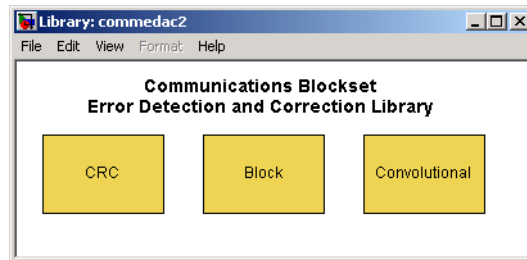 Library: commedac2
File Edit View Format Help
Communications Blockset
Error Detection and Correction Library
CRC Block Convolutional